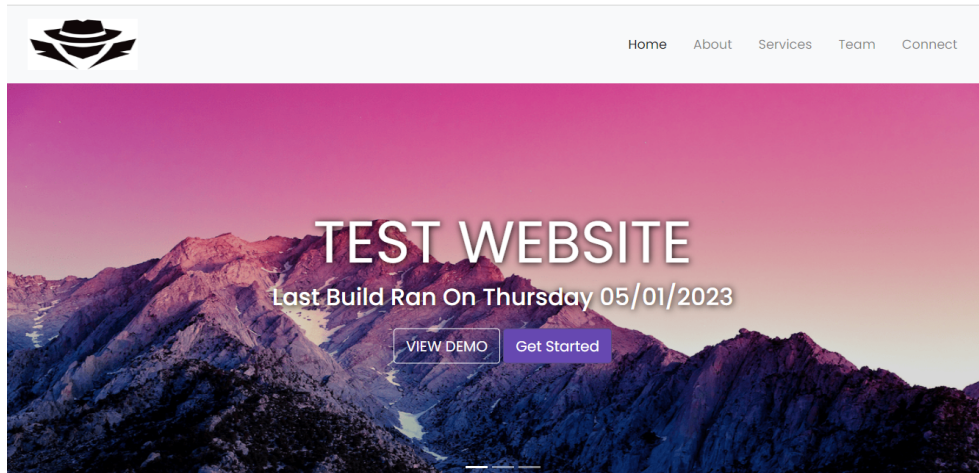 Home About Services Team Connect
TEST WEBSITE
Last Build Ran On Thursday 05/01/2023
VIEW DEMO Get Started